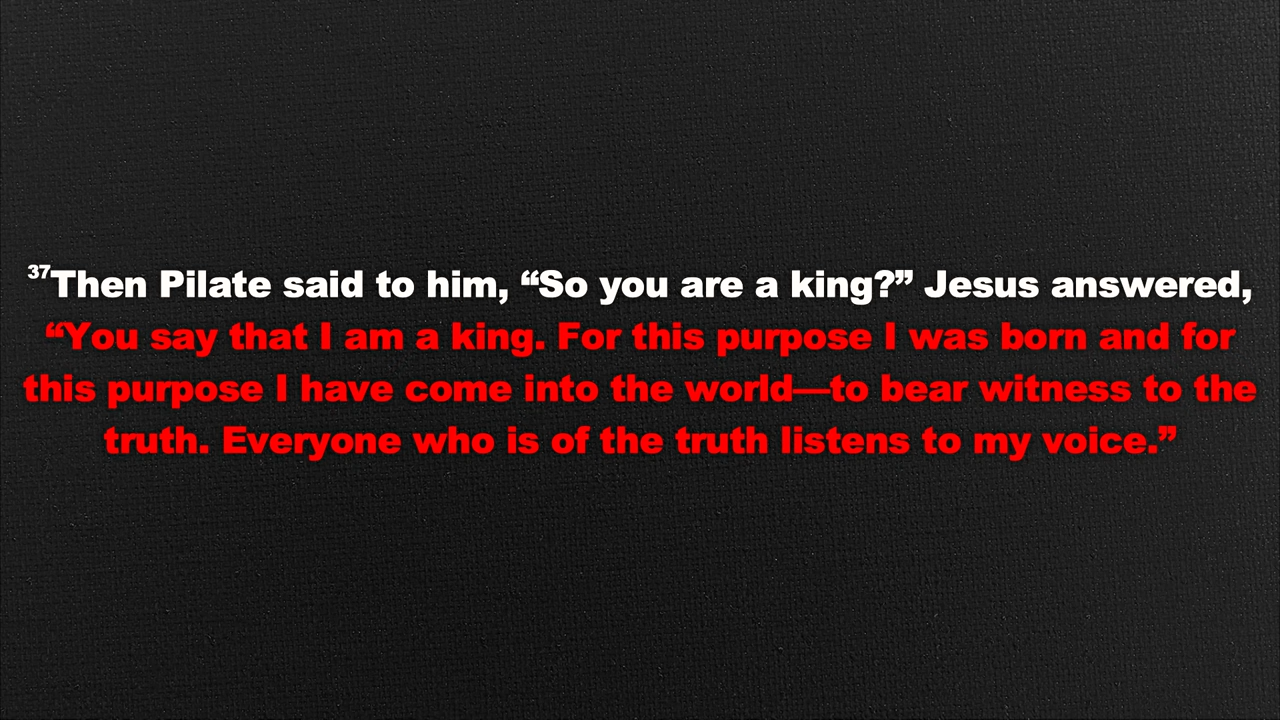 37Then Pilate said to him, “So you are a king?” Jesus answered,
“You say that I am a king. For this purpose I was born and for
this purpose I have come into the world—to bear witness to the
truth. Everyone who is of the truth listens to my voice.”